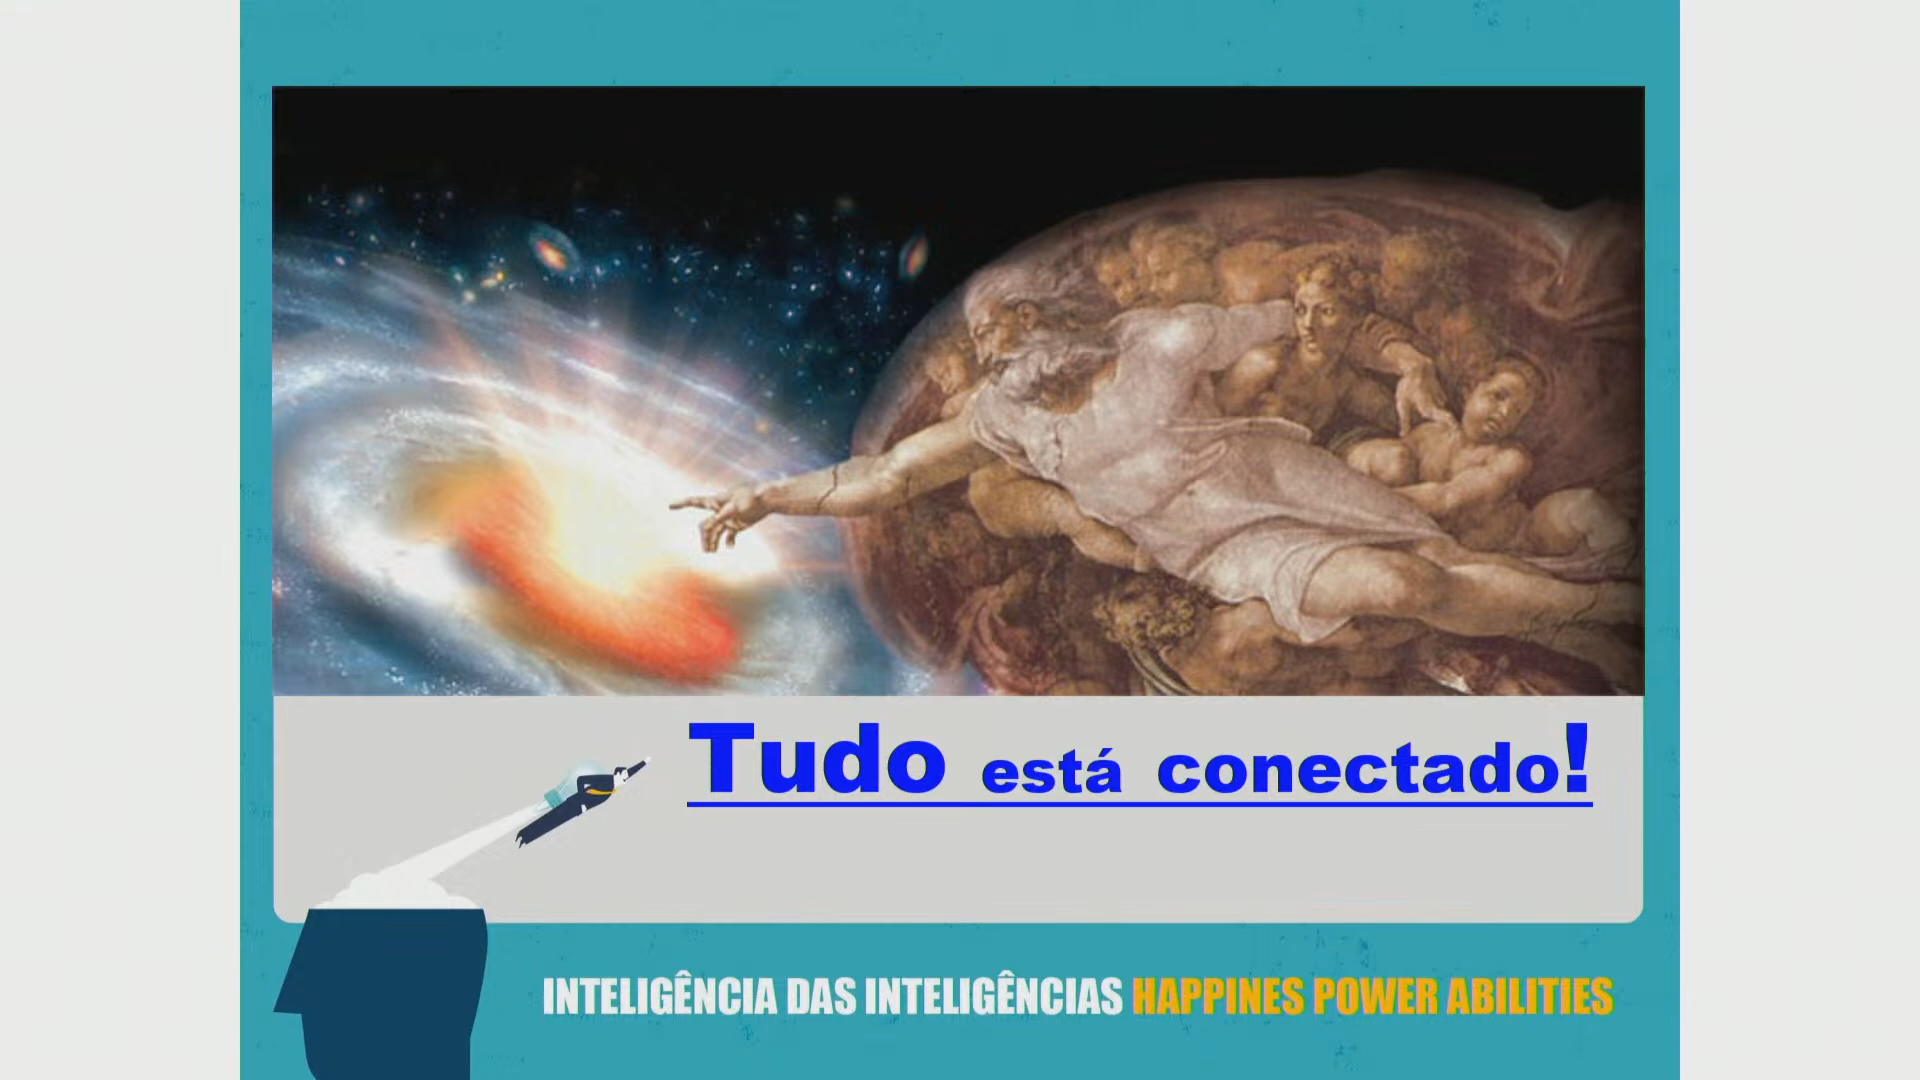 Tudo está conectado!
INTELIGÊNCIA DAS INTELIGÊNCIAS HAPPINES POWER ABILITIES